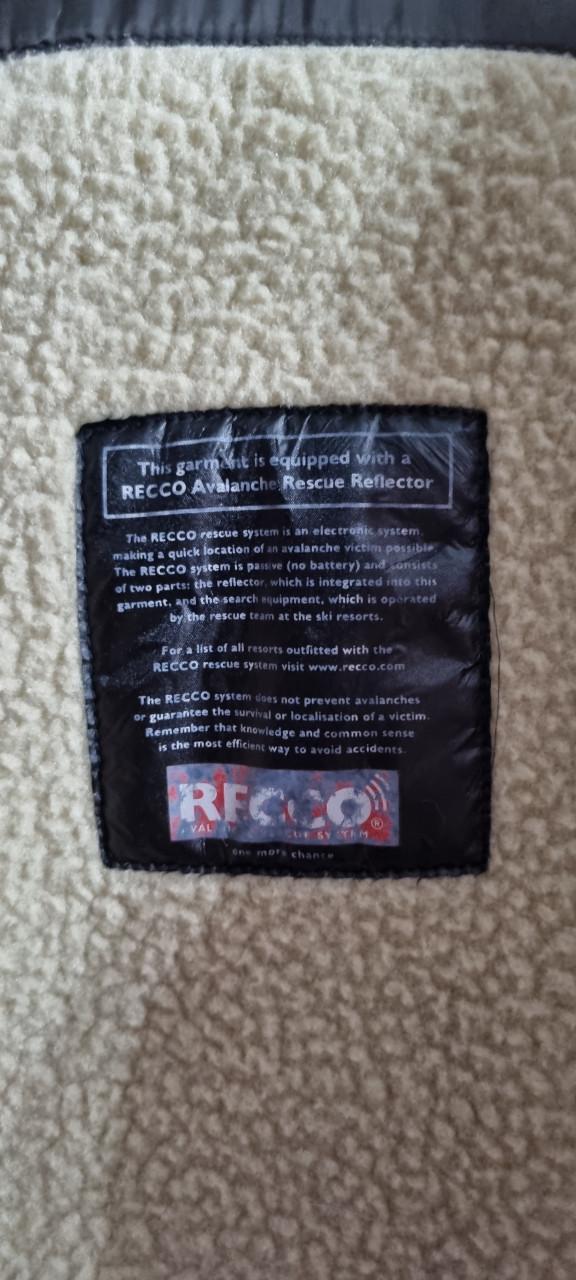 This garment is equipped with a
RECCO Avalanche Rescue Reflector
The RECCO rescue system is an electronic system,
making a quick location of an avalanche victim possible.
The RECCO system is passive (no battery) and consists
of two parts: the reflector, which is integrated into this
garment, and the search equipment, which is operated
by the rescue team at the ski resorts.
For a list of all resorts outfitted with the
RECCO rescue system visit www.recco.com
The RECCO system does not prevent avalanches
or guarantee the survival or localisation of a victim.
Remember that knowledge and common sense
is the most efficient way to avoid accidents.
RECCO®
SYSTEM
one more chance